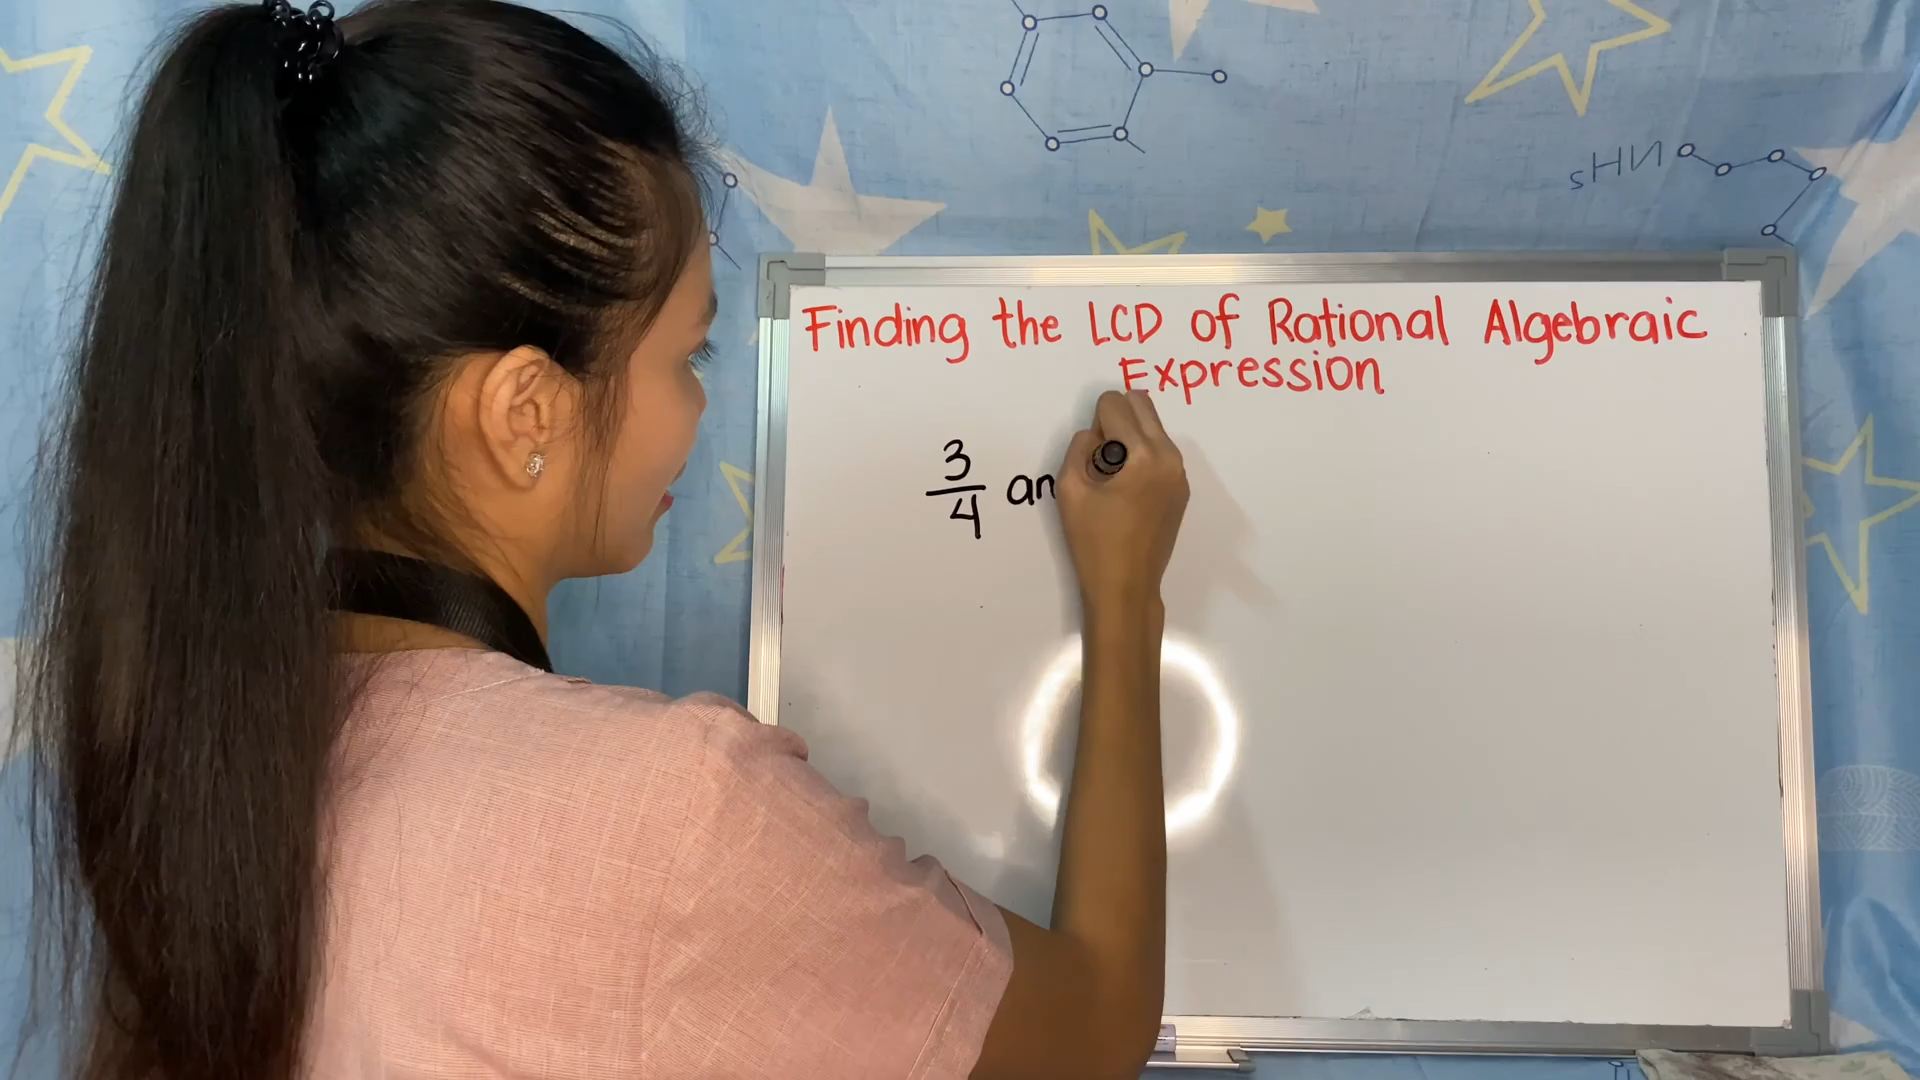 Finding the LCD of Rational Algebraic
Expression
3/4 an